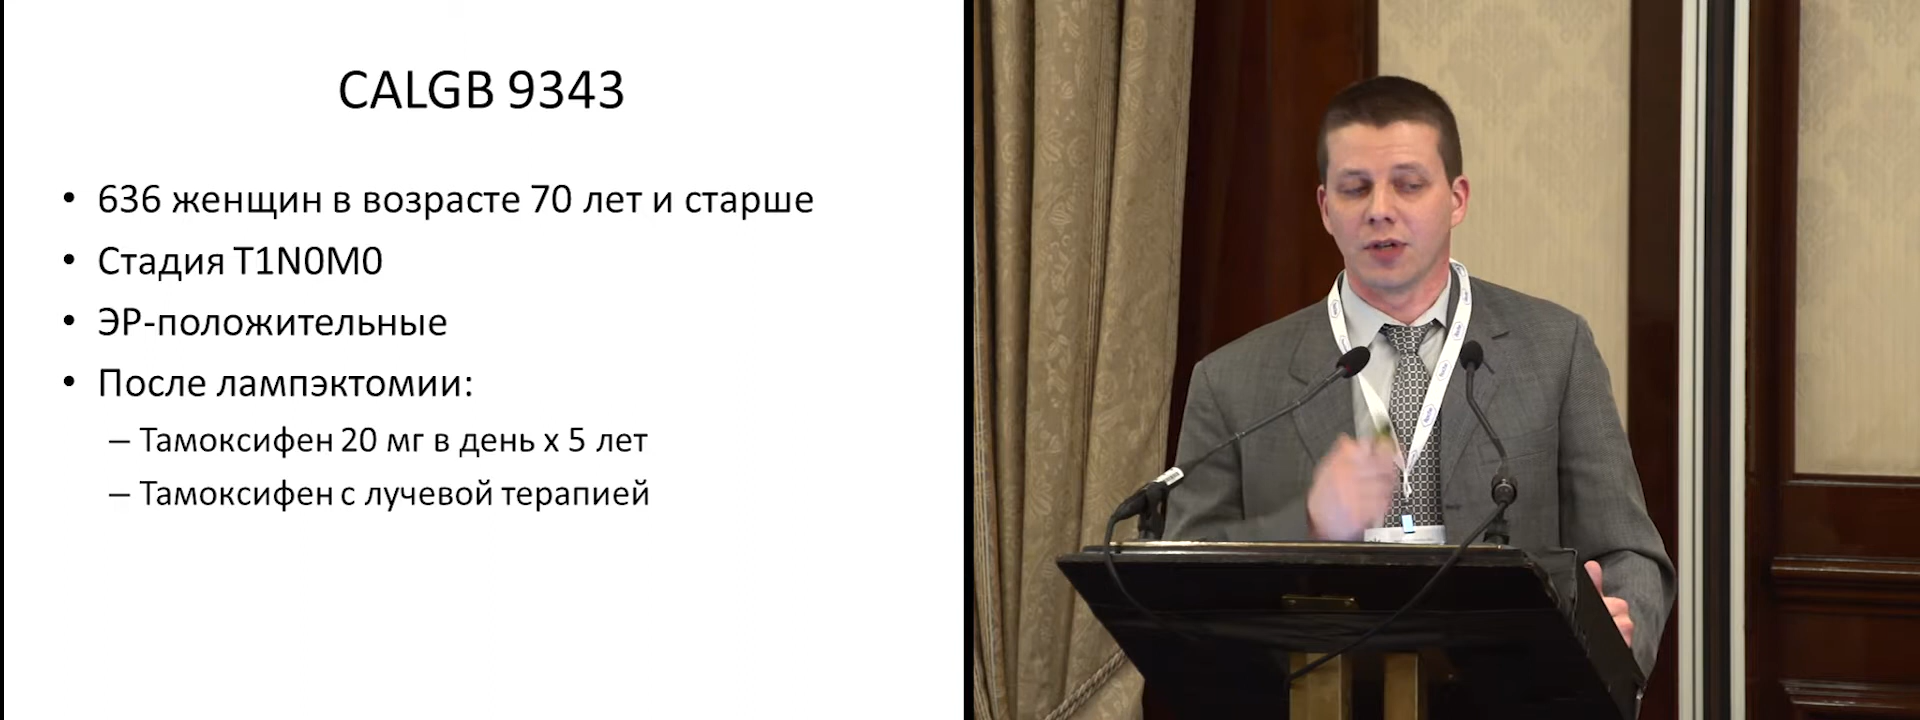 CALGB 9343
• 636 женщин в возрасте 70 лет и старше
• Стадия T1N0M0
• ЭР-положительные
• После лампэктомии:
– Тамоксифен 20 мг в день х 5 лет
– Тамоксифен с лучевой терапией